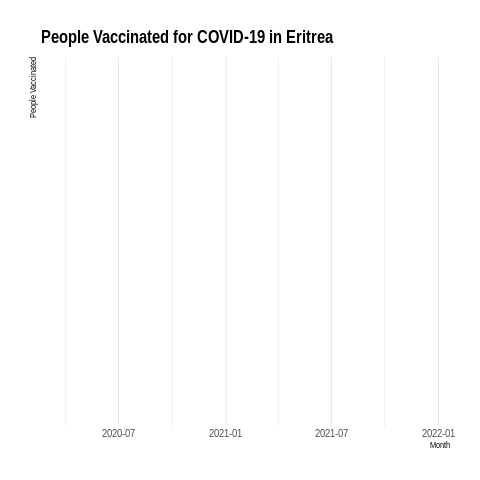 People Vaccinated for COVID-19 in Eritrea
People Vaccinated
2020-07
2021-01
2021-07
2022-01
Month